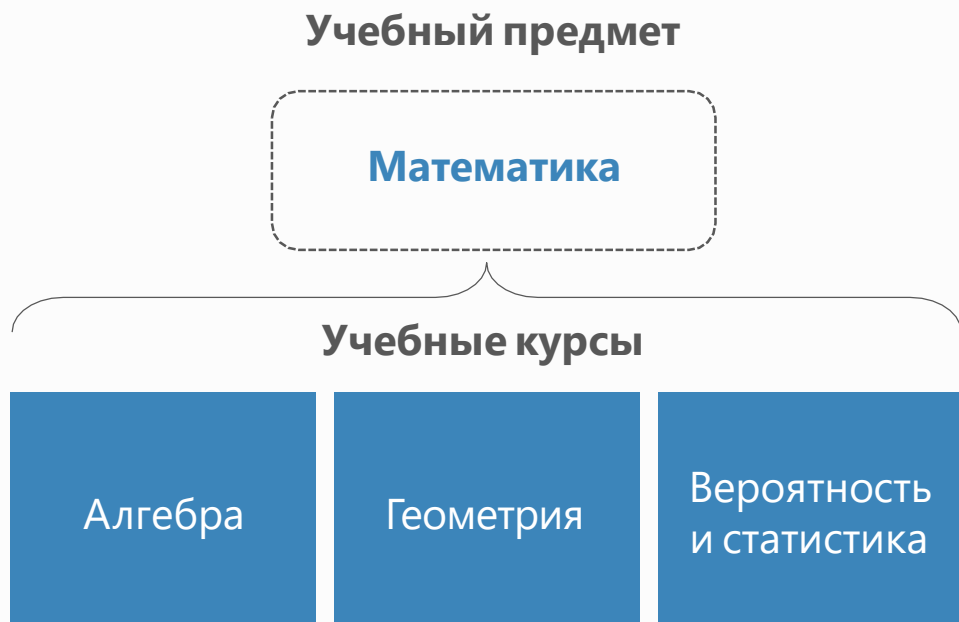 Учебный предмет
Математика
Учебные курсы
Алгебра
Геометрия
Вероятность
и статистика